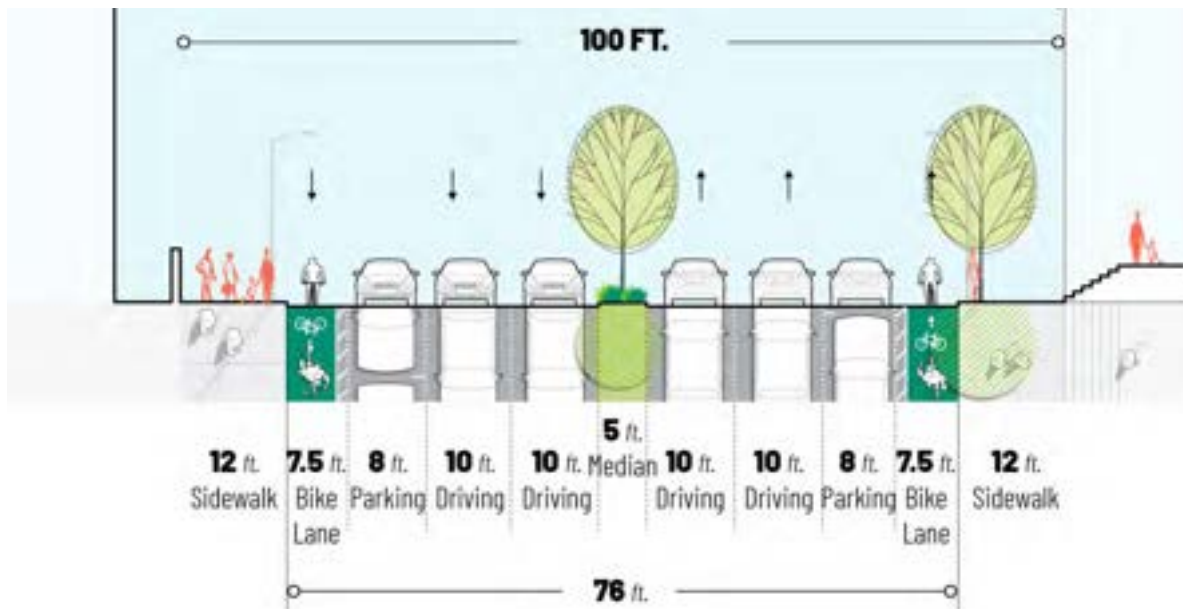 100 FT.
12 ft.
Sidewalk
7.5 ft.
Bike
Lane
8 ft.
Parking
10 ft.
Driving
10 ft.
Driving
5 ft.
Median
10 ft.
Driving
10 ft.
Driving
8 ft.
Parking
7.5 ft.
Bike
Lane
12 ft.
Sidewalk
76 ft.